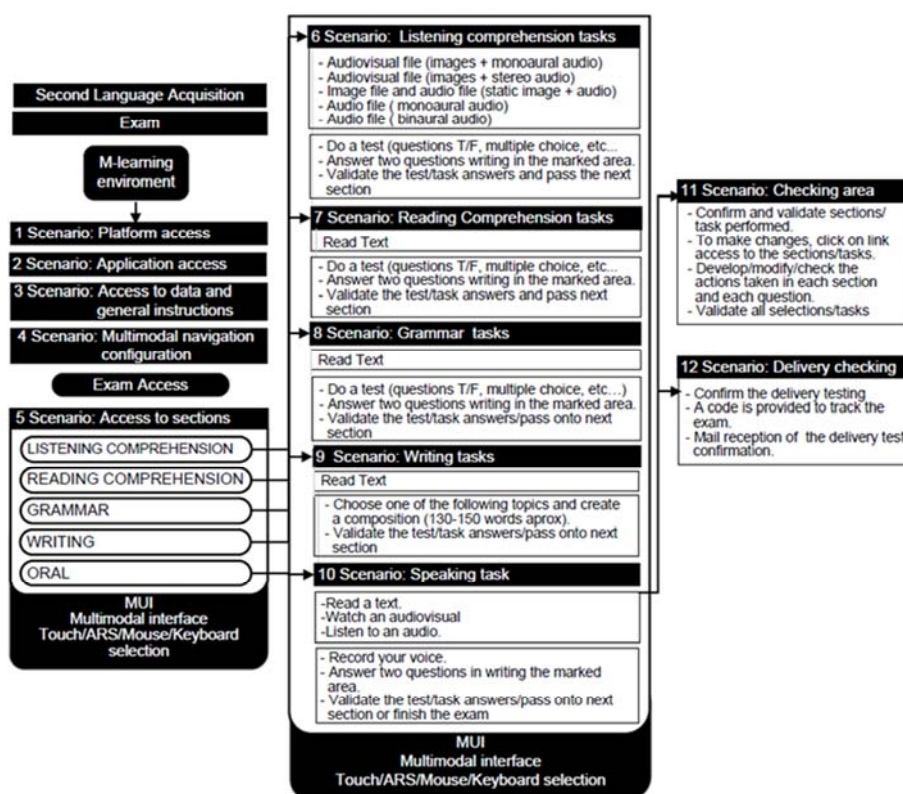 Second Language Acquisition
Exam
M-learning
enviroment
1 Scenario: Platform access
2 Scenario: Application access
3 Scenario: Access to data and
general instructions
4 Scenario: Multimodal navigation
configuration
Exam Access
5 Scenario: Access to sections
LISTENING COMPREHENSION
READING COMPREHENSION
GRAMMAR
WRITING
ORAL
MUI
Multimodal interface
Touch/ARS/Mouse/Keyboard
selection
6 Scenario: Listening comprehension tasks
- Audiovisual file (images + monoaural audio)
- Audiovisual file (images + stereo audio)
- Image file and audio file (static image + audio)
- Audio file ( monoaural audio)
- Audio file ( binaural audio)
- Do a test (questions T/F, multiple choice, etc...
- Answer two questions writing in the marked area.
- Validate the test/task answers and pass the next
section
7 Scenario: Reading Comprehension tasks
Read Text
- Do a test (questions T/F, multiple choice, etc...
- Answer two questions writing in the marked area.
- Validate the test/task answers and pass next
section
8 Scenario: Grammar tasks
Read Text
- Do a test (questions T/F, multiple choice, etc...)
- Answer two questions writing in the marked area.
- Validate the test/task answers/pass onto next
section
9 Scenario: Writing tasks
Read Text
- Choose one of the following topics and create
a composition (130-150 words aprox).
- Validate the test/task answers/pass onto next
section
10 Scenario: Speaking task
-Read a text.
-Watch an audiovisual
-Listen to an audio.
- Record your voice.
- Answer two questions in writing the marked
area.
- Validate the test/task answers/pass onto next
section or finish the exam
MUI
Multimodal interface
Touch/ARS/Mouse/Keyboard selection
11 Scenario: Checking area
- Confirm and validate sections/
task performed.
- To make changes, click on link
access to the sections/tasks.
- Develop/modify/check the
actions taken in each section
and each question.
- Validate all selections/tasks
12 Scenario: Delivery checking
- Confirm the delivery testing
- A code is provided to track the
exam.
- Mail reception of the delivery test
confirmation.